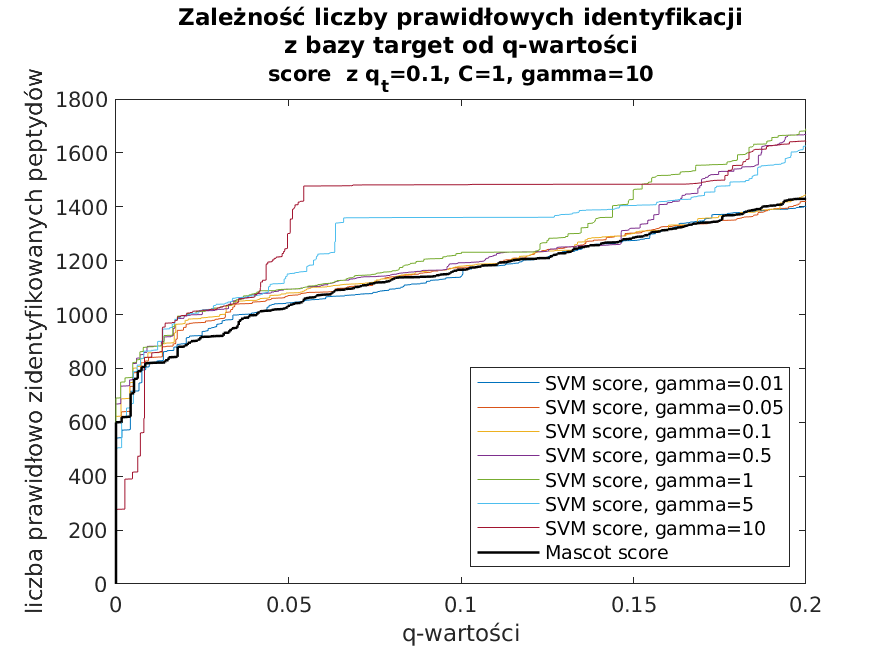 Zależność liczby prawidłowych identyfikacji
z bazy target od q-wartości
score z qt=0.1, C=1, gamma=10
liczba prawidłowo zidentyfikowanych peptydów
1800
1600
1400
1200
1000
800
600
400
200
0
SVM score, gamma=0.01
SVM score, gamma=0.05
SVM score, gamma=0.1
SVM score, gamma=0.5
SVM score, gamma=1
SVM score, gamma=5
SVM score, gamma=10
Mascot score
0 0.05 0.1 0.15 0.2
q-wartości